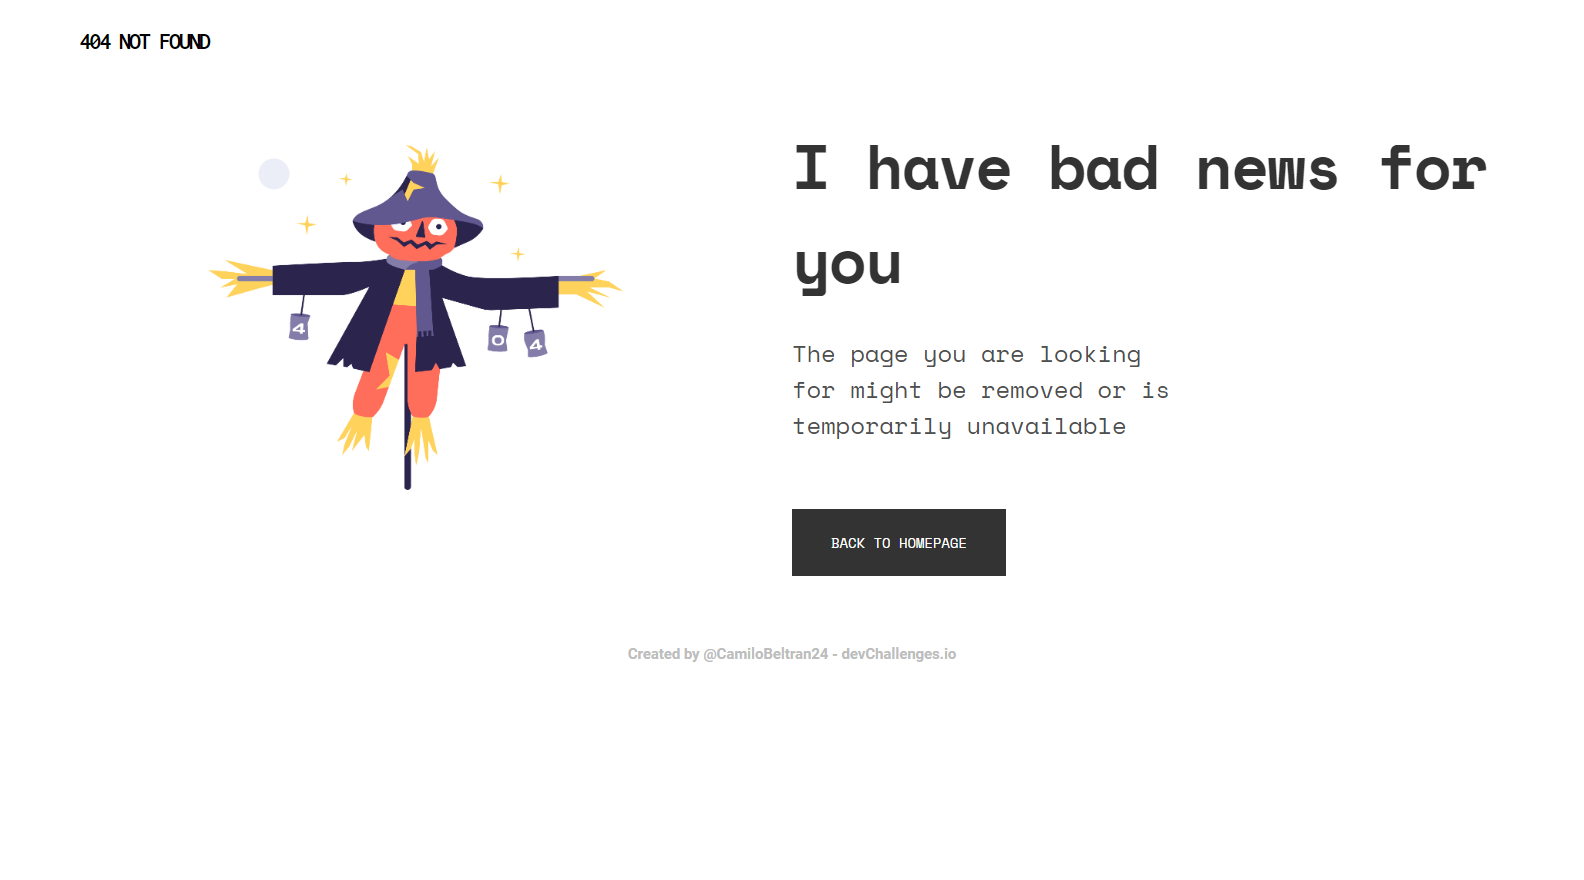 404 NOT FOUND
I have bad news for
you
4
0
4
The page you are looking
for might be removed or is
temporarily unavailable
BACK TO HOMEPAGE
Created by @CamiloBeltran24 - devChallenges.io